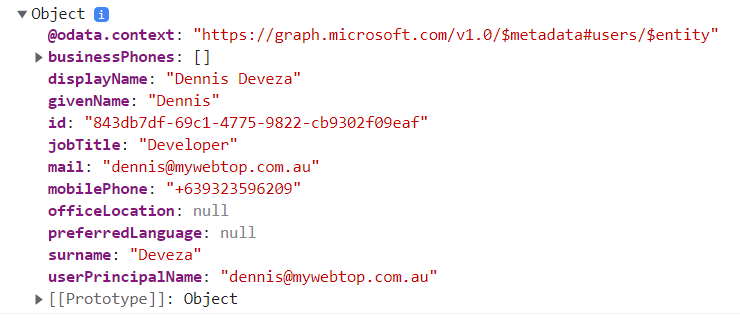 Object i
@odata.context: "https://graph.microsoft.com/v1.0/$metadata#users/$entity"
businessPhones: []
displayName: "Dennis Deveza"
givenName: "Dennis"
id: "843db7df-69c1-4775-9822-cb9302f09eaf"
jobTitle: "Developer"
mail: "dennis@mywebtop.com.au"
mobilePhone: "+639323596209"
officeLocation: null
preferredLanguage: null
surname: "Deveza"
userPrincipalName: "dennis@mywebtop.com.au"
[[Prototype]]: Object